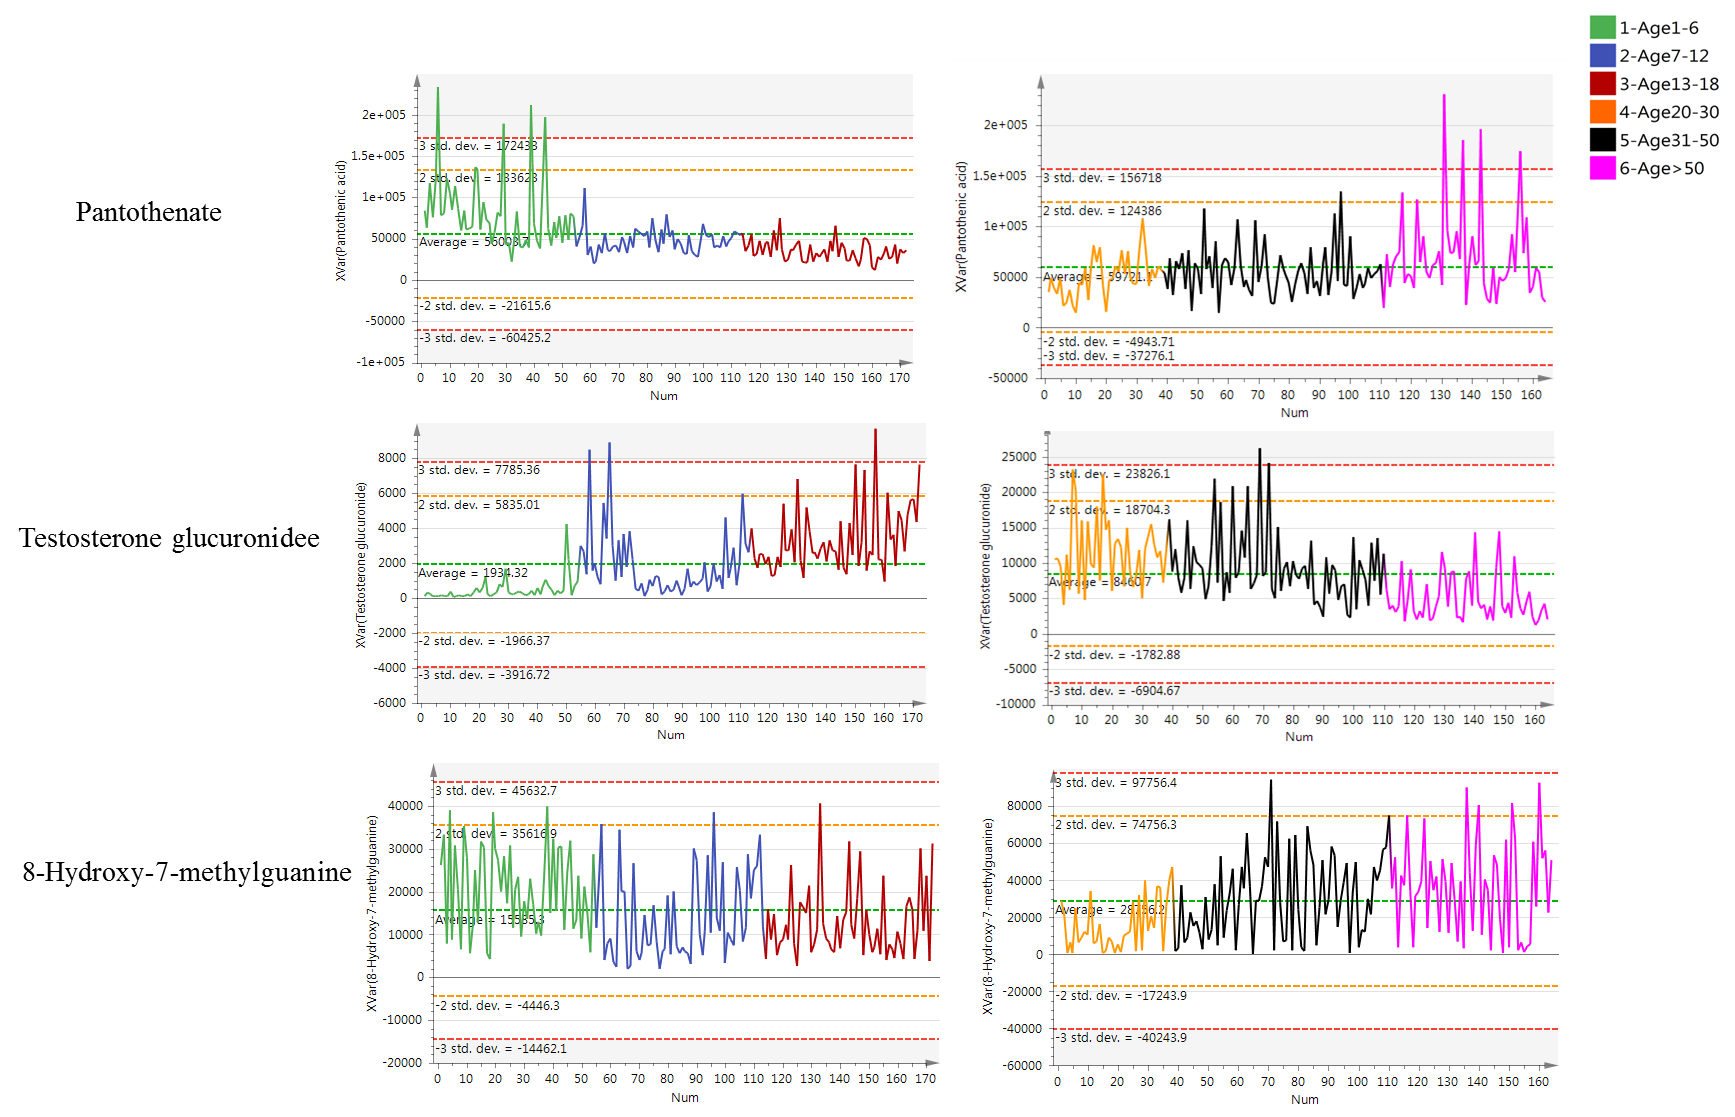 1-Age1-6
2-Age7-12
3-Age13-18
4-Age20-30
5-Age31-50
6-Age>50
Pantothenate
XVar(Pantothenic acid)
2e+005
1.5e+005
1e+005
50000
0
-50000
-1e+005
3 std. dev. = 172433
2 std. dev. = 133623
Average = 56003.7
-2 std. dev. = -21615.6
-3 std. dev. = -60425.2
0 10 20 30 40 50 60 70 80 90 100 110 120 130 140 150 160 170
Num
XVar(Pantothenic acid)
2e+005
1.5e+005
1e+005
50000
0
-50000
3 std. dev. = 156718
2 std. dev. = 124386
Average = 59721.1
-2 std. dev. = -4943.71
-3 std. dev. = -37276.1
0 10 20 30 40 50 60 70 80 90 100 110 120 130 140 150 160
Num
Testosterone glucuronidee
XVar(Testosterone glucuronide)
8000
6000
4000
2000
0
-2000
-4000
-6000
3 std. dev. = 7785.36
2 std. dev. = 5835.01
Average = 1934.32
-2 std. dev. = -1966.37
-3 std. dev. = -3916.72
0 10 20 30 40 50 60 70 80 90 100 110 120 130 140 150 160 170
Num
XVar(Testosterone glucuronide)
25000
20000
15000
10000
5000
0
-5000
-10000
3 std. dev. = 23826.1
2 std. dev. = 18704.3
Average = 8460.7
-2 std. dev. = -1782.88
-3 std. dev. = -6904.67
0 10 20 30 40 50 60 70 80 90 100 110 120 130 140 150 160
Num
8-Hydroxy-7-methylguanine
XVar(8-Hydroxy-7-methylguanine)
40000
30000
20000
10000
0
-10000
-20000
3 std. dev. = 45632.7
2 std. dev. = 35616.9
Average = 15585.3
-2 std. dev. = -4446.3
-3 std. dev. = -14462.1
0 10 20 30 40 50 60 70 80 90 100 110 120 130 140 150 160 170
Num
XVar(8-Hydroxy-7-methylguanine)
80000
60000
40000
20000
0
-20000
-40000
-60000
3 std. dev. = 97756.4
2 std. dev. = 74756.3
Average = 28756.2
-2 std. dev. = -17243.9
-3 std. dev. = -40243.9
0 10 20 30 40 50 60 70 80 90 100 110 120 130 140 150 160
Num